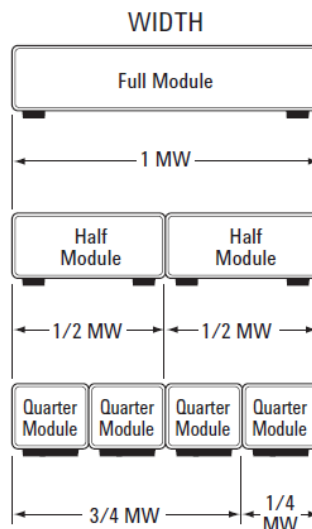 WIDTH
Full Module
1 MW
Half Half
Module Module
1/2 MW 1/2 MW
Quarter Quarter Quarter Quarter
Module Module Module Module
3/4 MW 1/4
MW